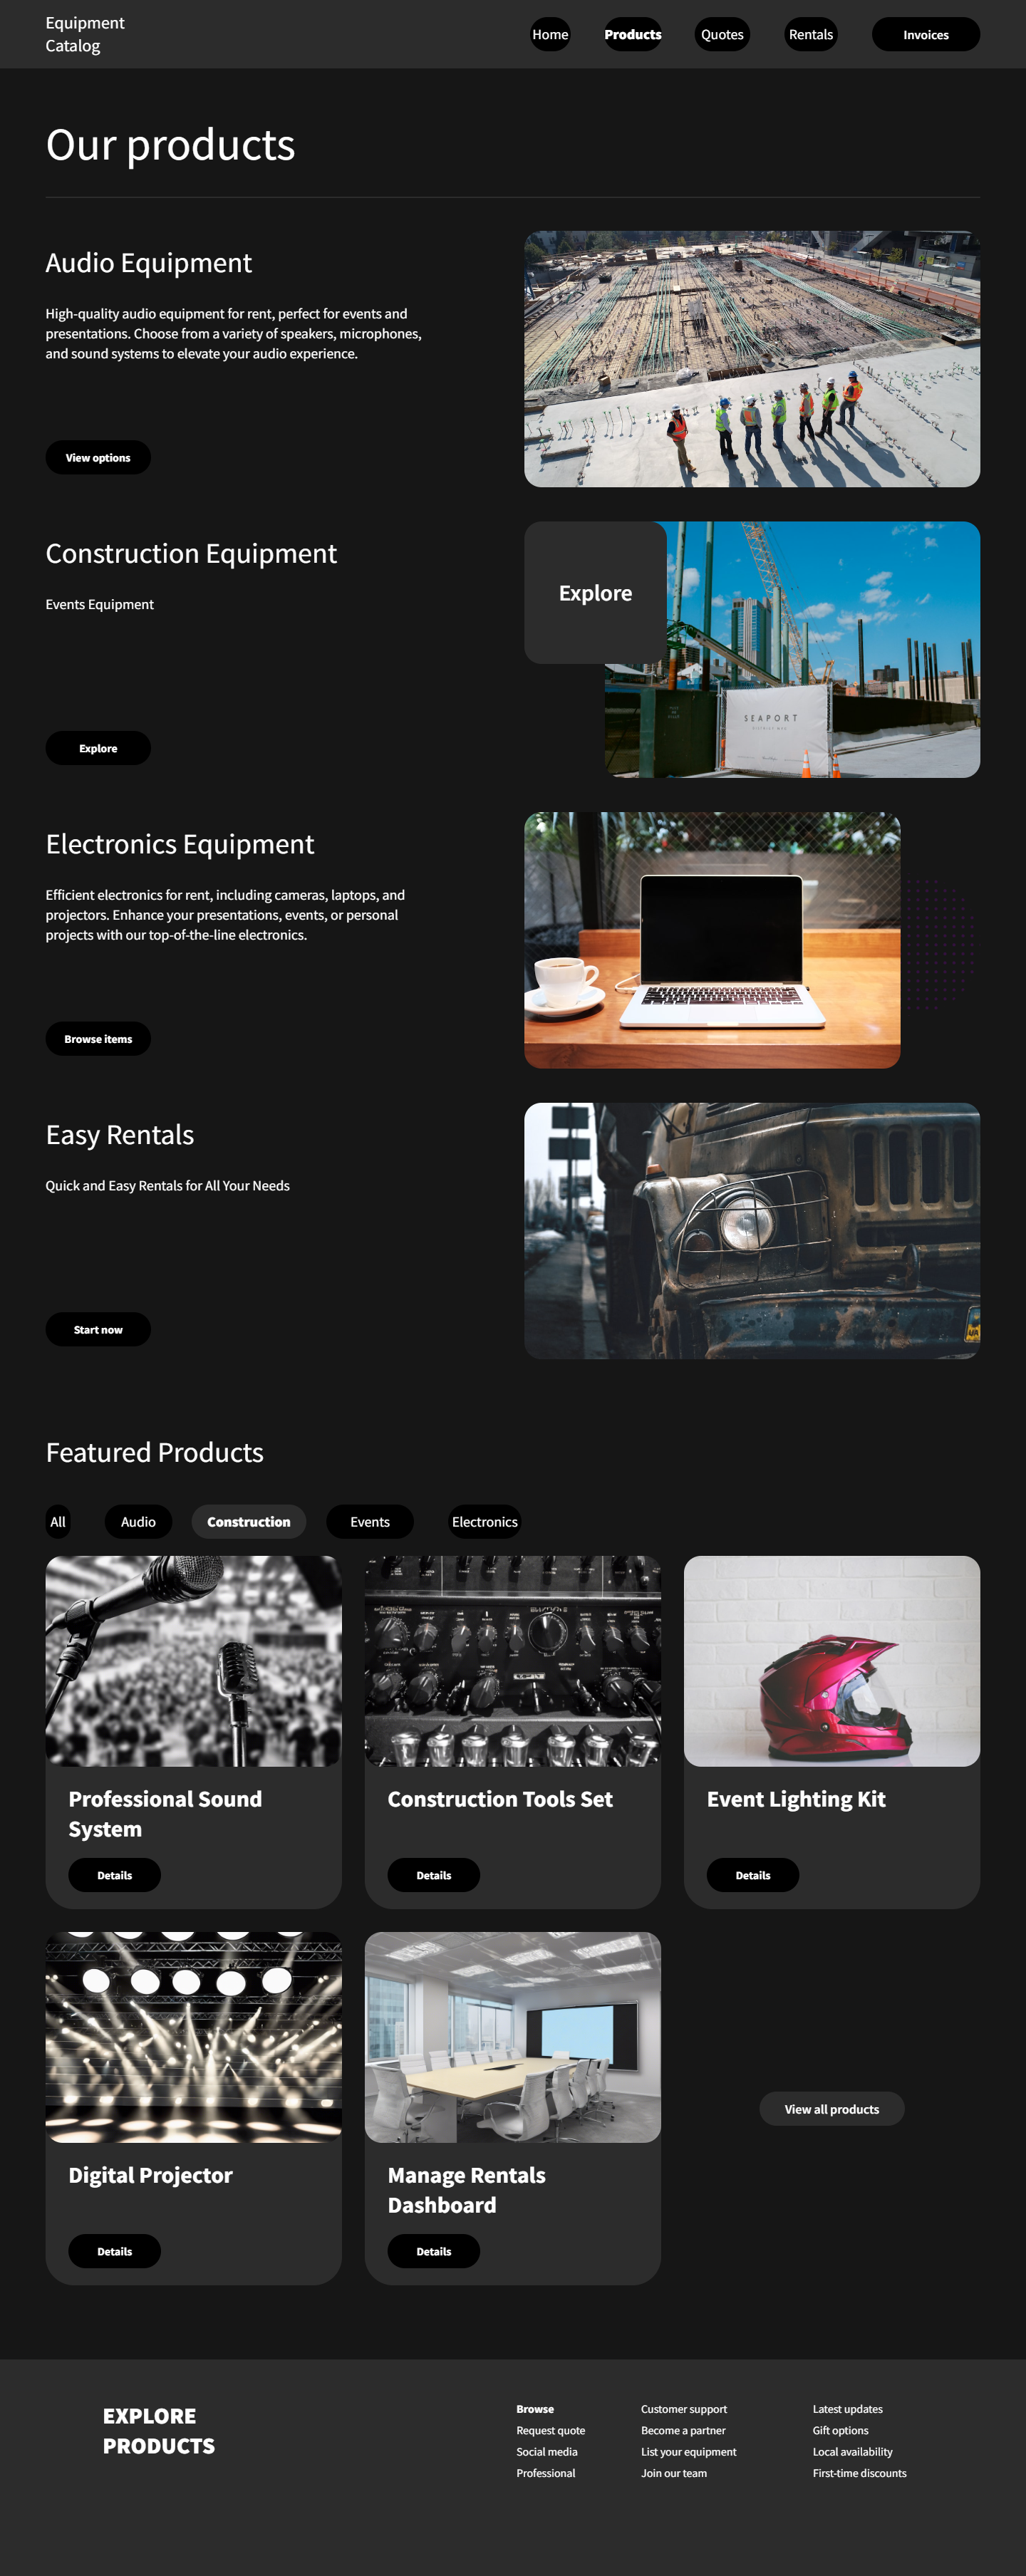 Equipment
Catalog
Home
Products
Quotes
Rentals
Invoices
Our products
Audio Equipment
High-quality audio equipment for rent, perfect for events and
presentations. Choose from a variety of speakers, microphones,
and sound systems to elevate your audio experience.
View options
Construction Equipment
Events Equipment
Explore
Explore
SEAPORT
Electronics Equipment
Efficient electronics for rent, including cameras, laptops, and
projectors. Enhance your presentations, events, or personal
projects with our top-of-the-line electronics.
Browse items
Easy Rentals
Quick and Easy Rentals for All Your Needs
Start now
Featured Products
All
Audio
Construction
Events
Electronics
Professional Sound
System
Details
Construction Tools Set
Details
Event Lighting Kit
Details
Digital Projector
Details
Manage Rentals
Dashboard
Details
View all products
EXPLORE
PRODUCTS
Browse
Request quote
Social media
Professional
Customer support
Become a partner
List your equipment
Join our team
Latest updates
Gift options
Local availability
First-time discounts